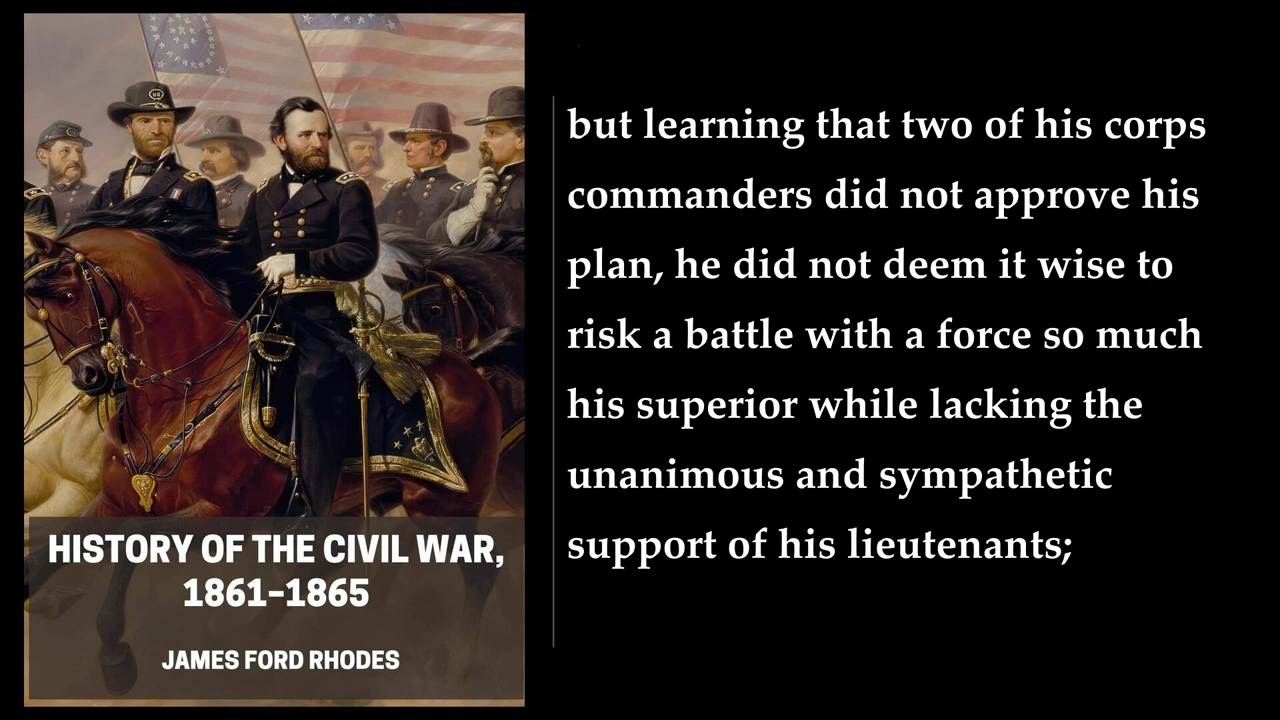 HISTORY OF THE CIVIL WAR,
1861–1865
JAMES FORD RHODES
but learning that two of his corps
commanders did not approve his
plan, he did not deem it wise to
risk a battle with a force so much
his superior while lacking the
unanimous and sympathetic
support of his lieutenants;